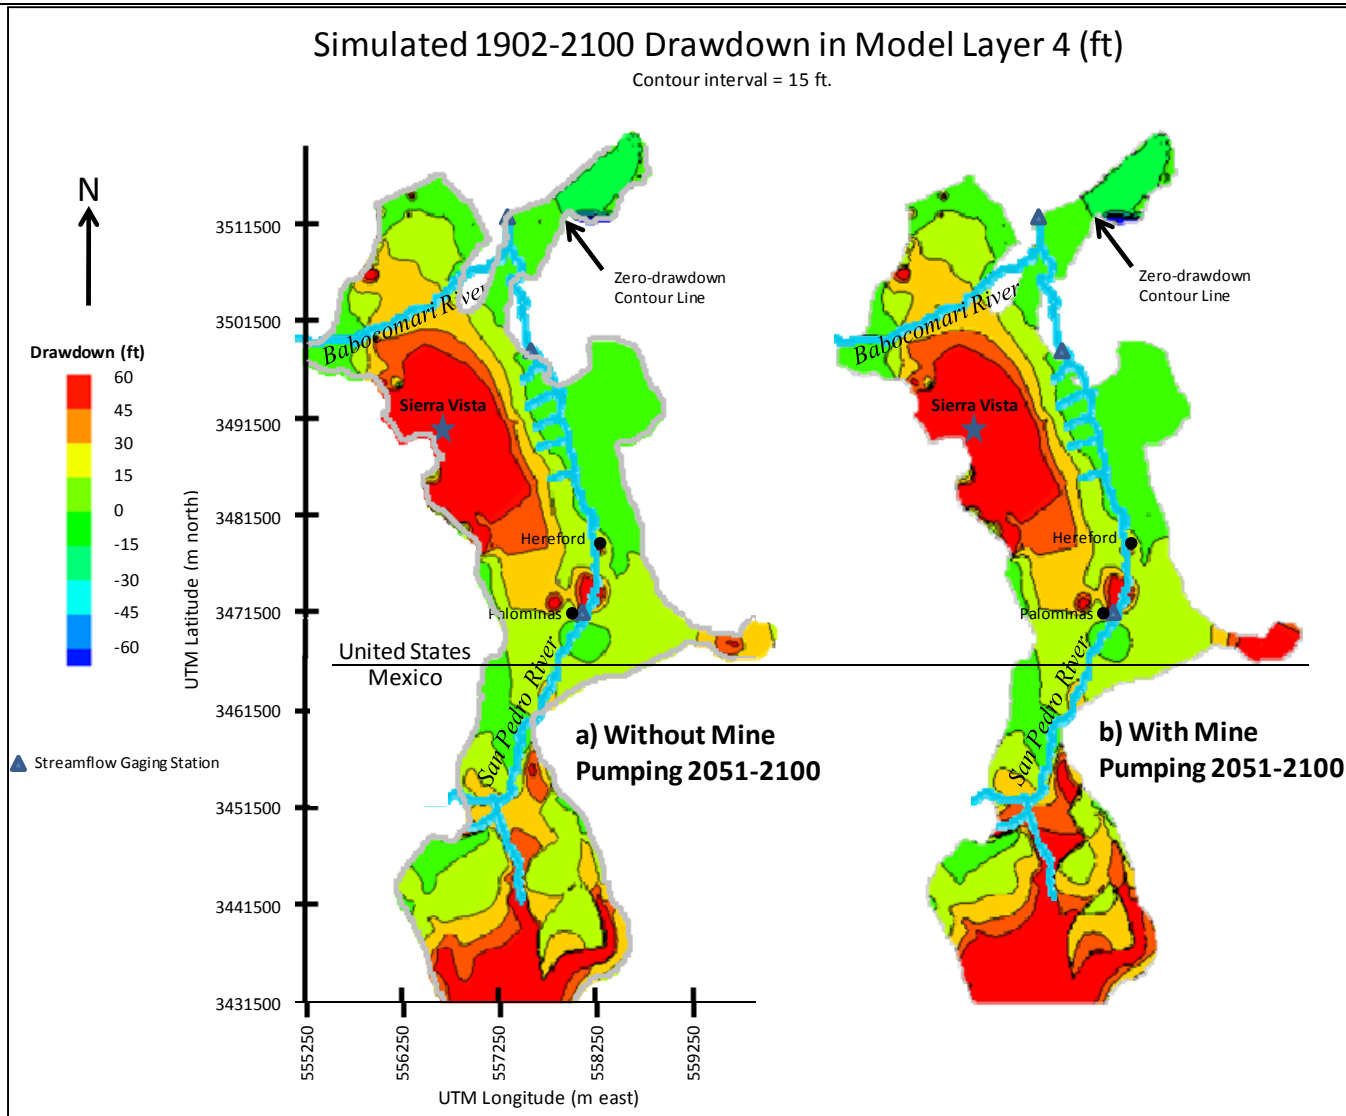 Simulated 1902-2100 Drawdown in Model Layer 4 (ft)
Contour interval = 15 ft.
N
Drawdown (ft)
60
45
30
15
0
-15
-30
-45
-60
Streamflow Gaging Station
UTM Latitude (m north)
3511500
3501500
3491500
3481500
3471500
3461500
3451500
3441500
3431500
555250
556250
557250
558250
559250
UTM Longitude (m east)
Zero-drawdown
Contour Line
Babocomari River
Sierra Vista
Hereford
Palominas
United States
Mexico
San Pedro River
a) Without Mine
Pumping 2051-2100
Zero-drawdown
Contour Line
Babocomari River
Sierra Vista
Hereford
Palominas
San Pedro River
b) With Mine
Pumping 2051-2100